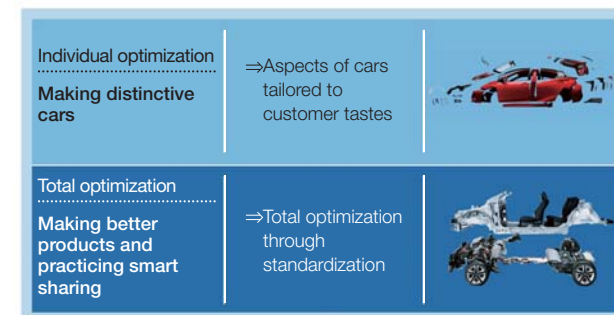 Individual optimization
Making distinctive
cars
⇒Aspects of cars
tailored to
customer tastes
Total optimization
Making better
products and
practicing smart
sharing
⇒Total optimization
through
standardization